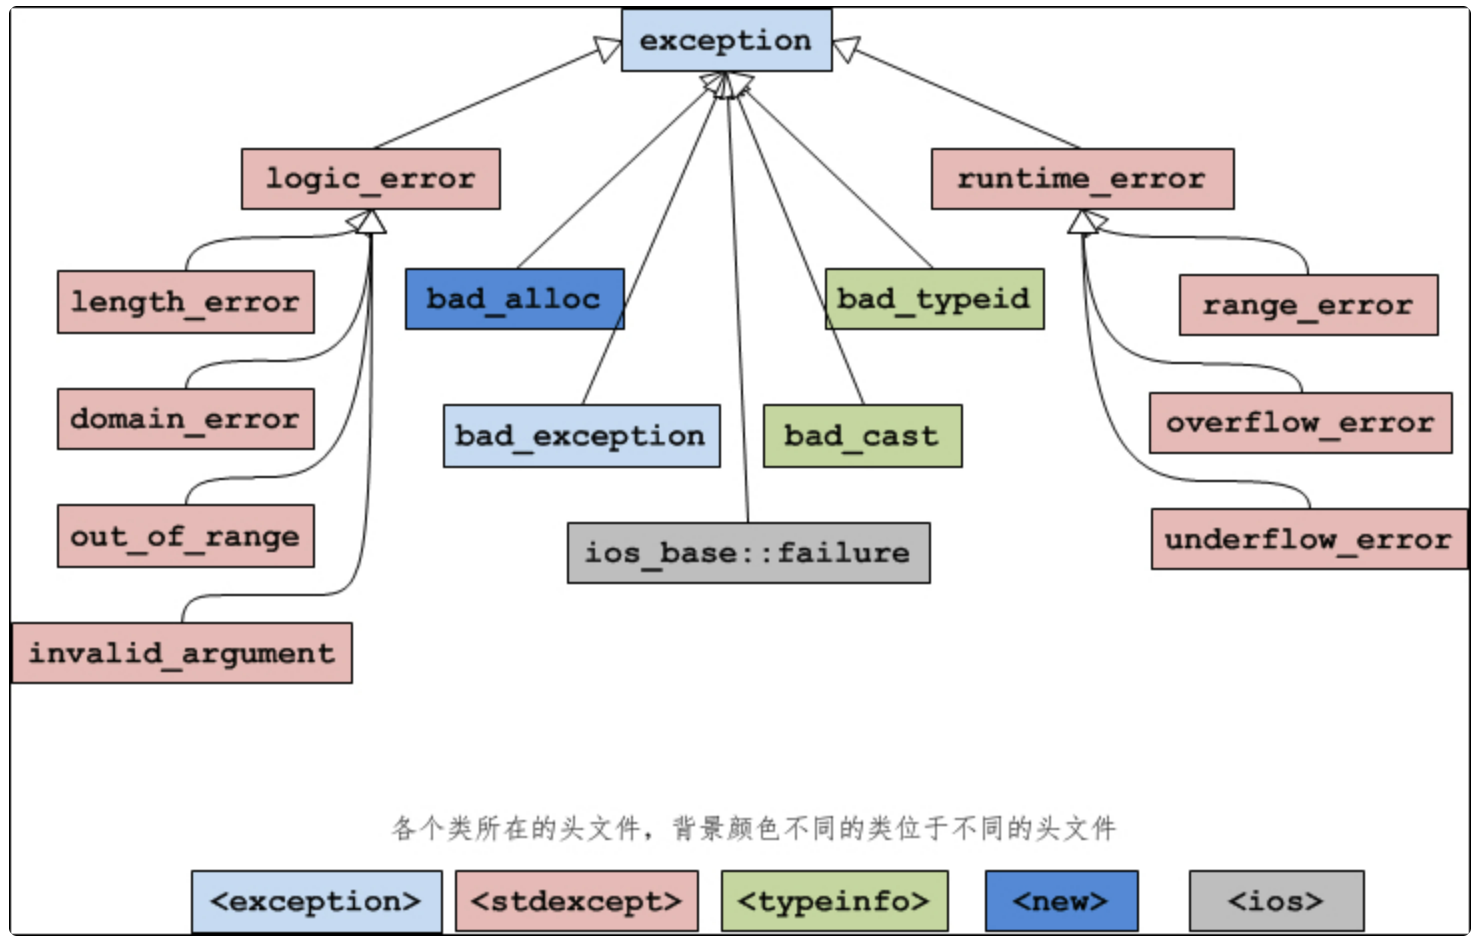 exception
logic_error
runtime_error
length_error
bad_alloc
bad_typeid
range_error
domain_error
bad_exception
bad_cast
overflow_error
out_of_range
ios_base::failure
underflow_error
invalid_argument
各个类所在的头文件，背景颜色不同的类位于不同的头文件
<exception>
<stdexcept>
<typeinfo>
<new>
<ios>